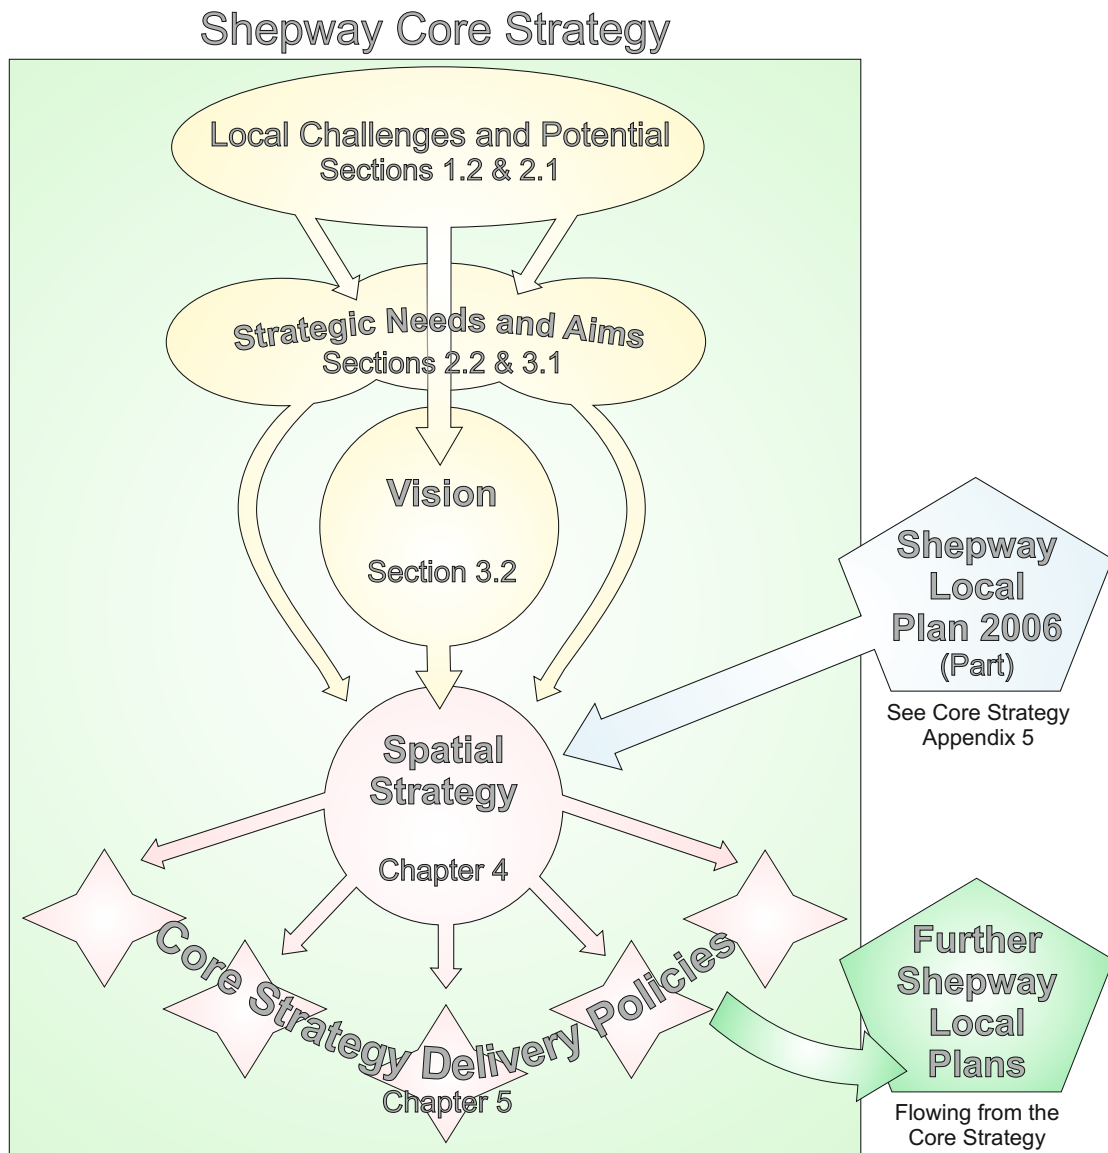 Shepway Core Strategy
Local Challenges and Potential
Sections 1.2 & 2.1
Strategic Needs and Aims
Sections 2.2 & 3.1
Vision
Section 3.2
Shepway
Local
Plan 2006
(Part)
See Core Strategy
Appendix 5
Spatial
Strategy
Chapter 4
Core Strategy Delivery Policies
Chapter 5
Further
Shepway
Local
Plans
Flowing from the
Core Strategy